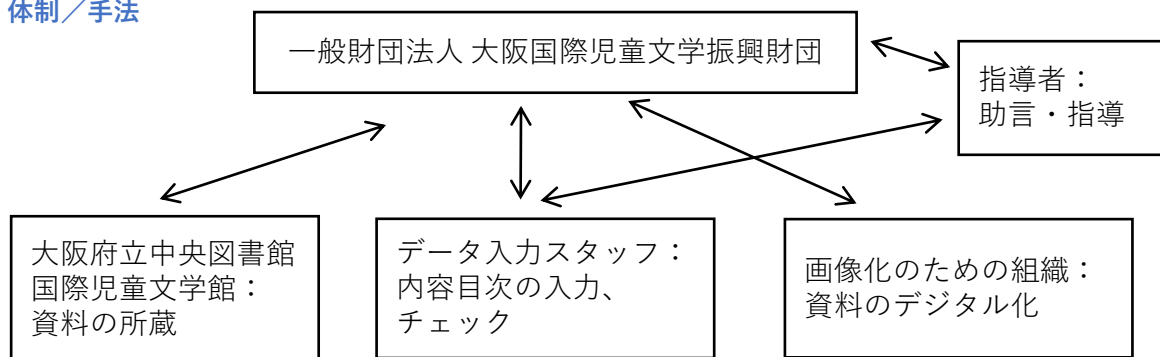 体制／手法
一般財団法人 大阪国際児童文学振興財団
指導者：
助言・指導
大阪府立中央図書館
国際児童文学館：
資料の所蔵
データ入力スタッフ：
内容目次の入力、
チェック
画像化のための組織：
資料のデジタル化